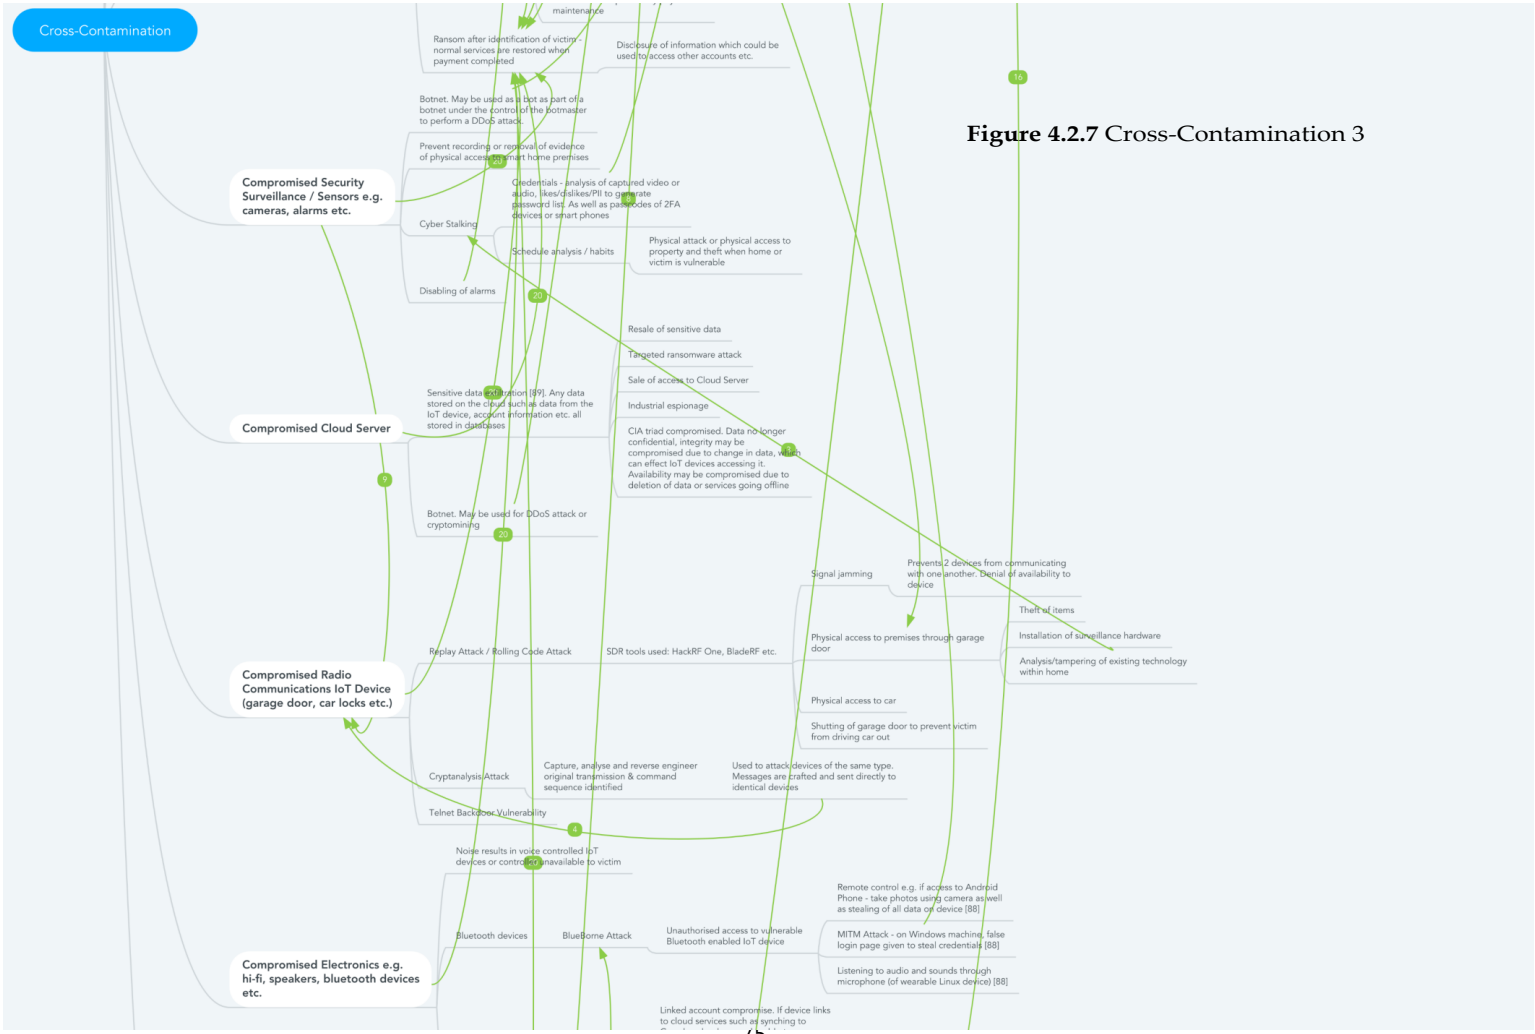 Cross-Contamination
maintenance
Ransom after identification of victim -
normal services are restored when
payment completed
Disclosure of information which could be
used to access other accounts etc.
16
Figure 4.2.7 Cross-Contamination 3
Botnet. May be used as a bot as part of a
botnet under the control of the botmaster
to perform a DDoS attack.
Prevent recording or removal of evidence
of physical access to smart home premises
20
Compromised Security
Surveillance / Sensors e.g.
cameras, alarms etc.
Credentials - analysis of captured video or
audio, likes/dislikes/PII to generate
password list. As well as passcodes of 2FA
devices or smart phones
8
Cyber Stalking
Schedule analysis / habits
Physical attack or physical access to
property and theft when home or
victim is vulnerable
Disabling of alarms
20
Resale of sensitive data
Targeted ransomware attack
Sale of access to Cloud Server
Industrial espionage
Sensitive data exfiltration [89]. Any data
stored on the cloud such as data from the
IoT device, account information etc. all
stored in databases
Compromised Cloud Server
CIA triad compromised. Data no longer
confidential, integrity may be
compromised due to change in data, which
can effect IoT devices accessing it.
Availability may be compromised due to
deletion of data or services going offline
9
Botnet. May be used for DDoS attack or
cryptomining
20
Signal jamming
Prevents 2 devices from communicating
with one another. Denial of availability to
device
Theft of items
Physical access to premises through garage
door
Installation of surveillance hardware
Replay Attack / Rolling Code Attack
SDR tools used: HackRF One, BladeRF etc.
Analysis/tampering of existing technology
within home
Compromised Radio
Communications IoT Device
(garage door, car locks etc.)
Physical access to car
Shutting of garage door to prevent victim
from driving car out
Cryptanalysis Attack
Capture, analyse and reverse engineer
original transmission & command
sequence identified
Used to attack devices of the same type.
Messages are crafted and sent directly to
identical devices
Telnet Backdoor Vulnerability
4
Noise results in voice controlled IoT
devices or controlled unavailable to victim
Remote control e.g. if access to Android
Phone - take photos using camera as well
as stealing of all data on device [88]
Bluetooth devices
BlueBorne Attack
Unauthorised access to vulnerable
Bluetooth enabled IoT device
MITM Attack - on Windows machine, false
login page given to steal credentials [88]
Compromised Electronics e.g.
hi-fi, speakers, bluetooth devices
etc.
Listening to audio and sounds through
microphone (of wearable Linux device) [88]
Linked account compromise. If device links
to cloud services such as synching to